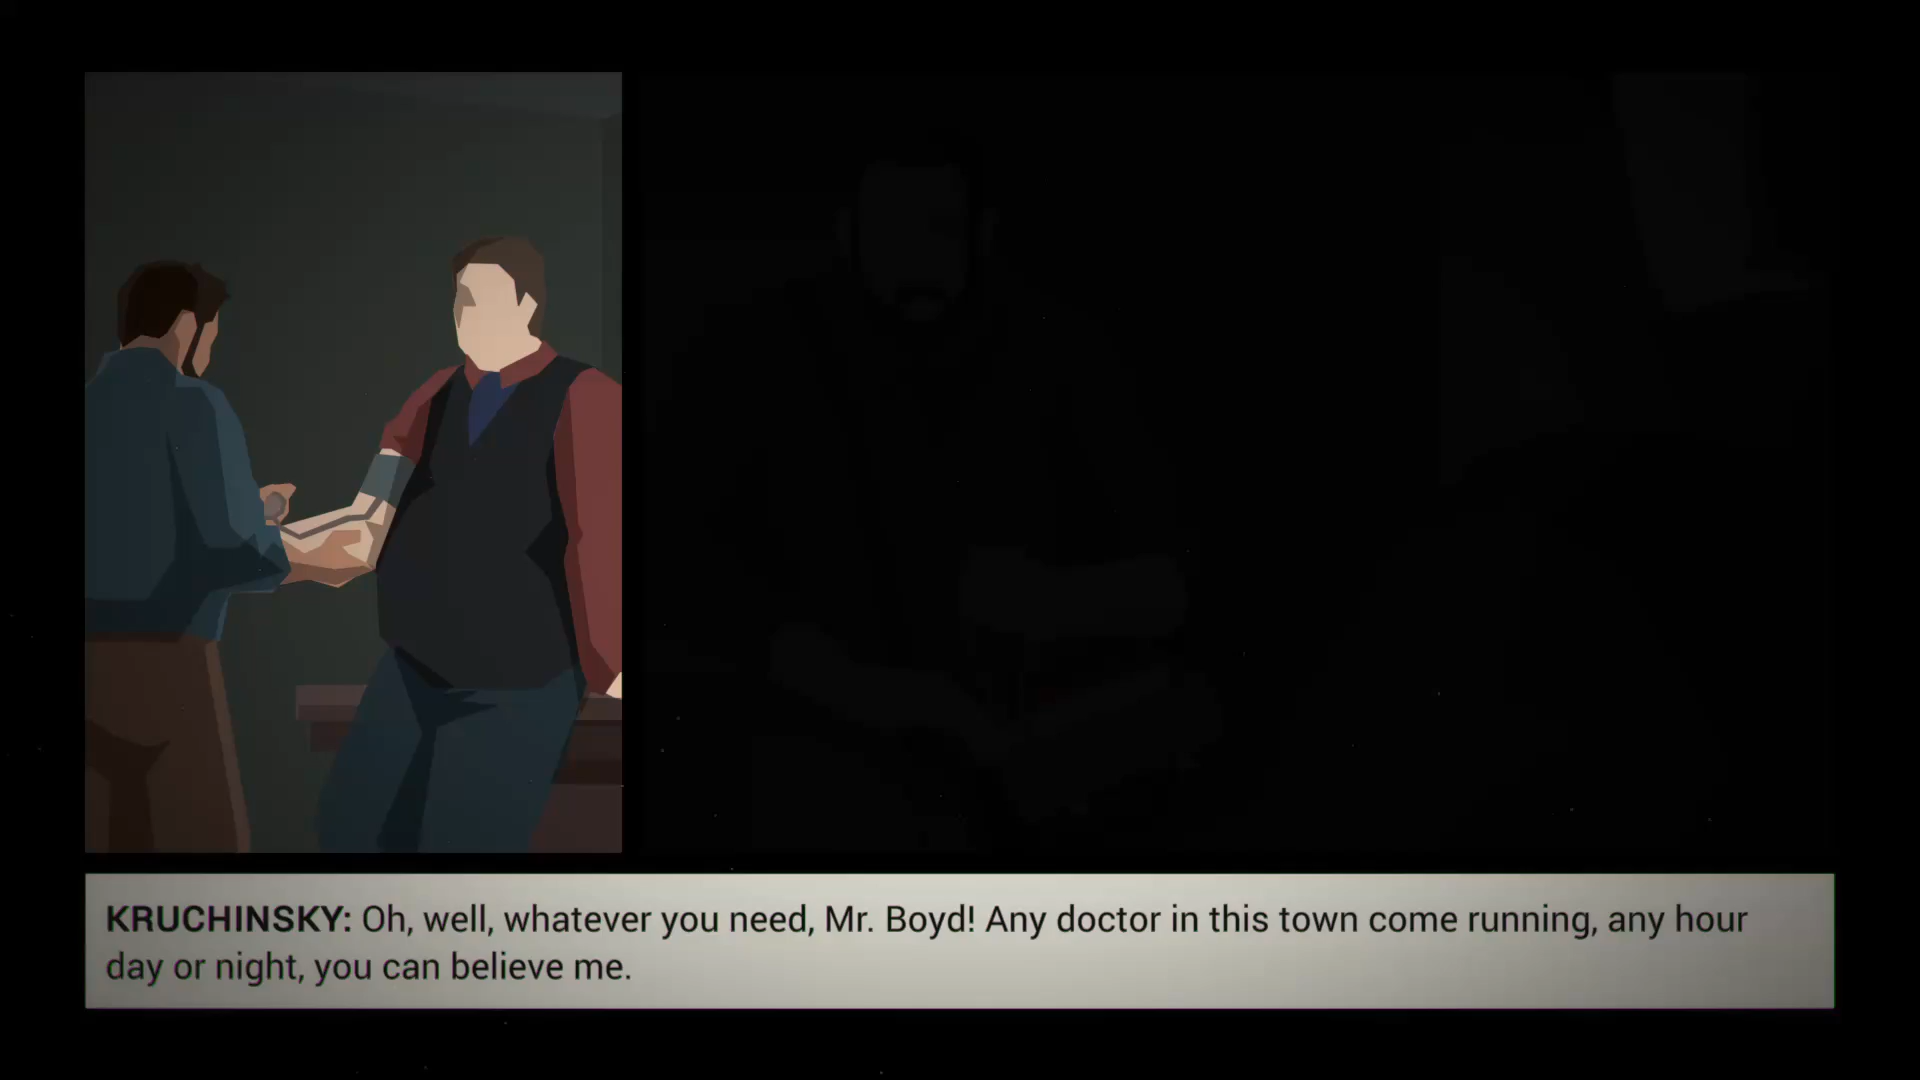 KRUCHINSKY: Oh, well, whatever you need, Mr. Boyd! Any doctor in this town come running, any hour
day or night, you can believe me.